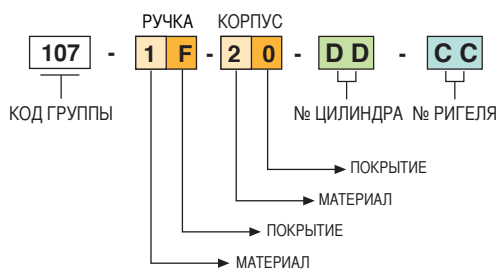 РУЧКА КОРПУС
107 - 1 F - 2 0 - D D - C C
КОД ГРУППЫ № ЦИЛИНДРА № РИГЕЛЯ
ПОКРЫТИЕ
МАТЕРИАЛ
ПОКРЫТИЕ
МАТЕРИАЛ